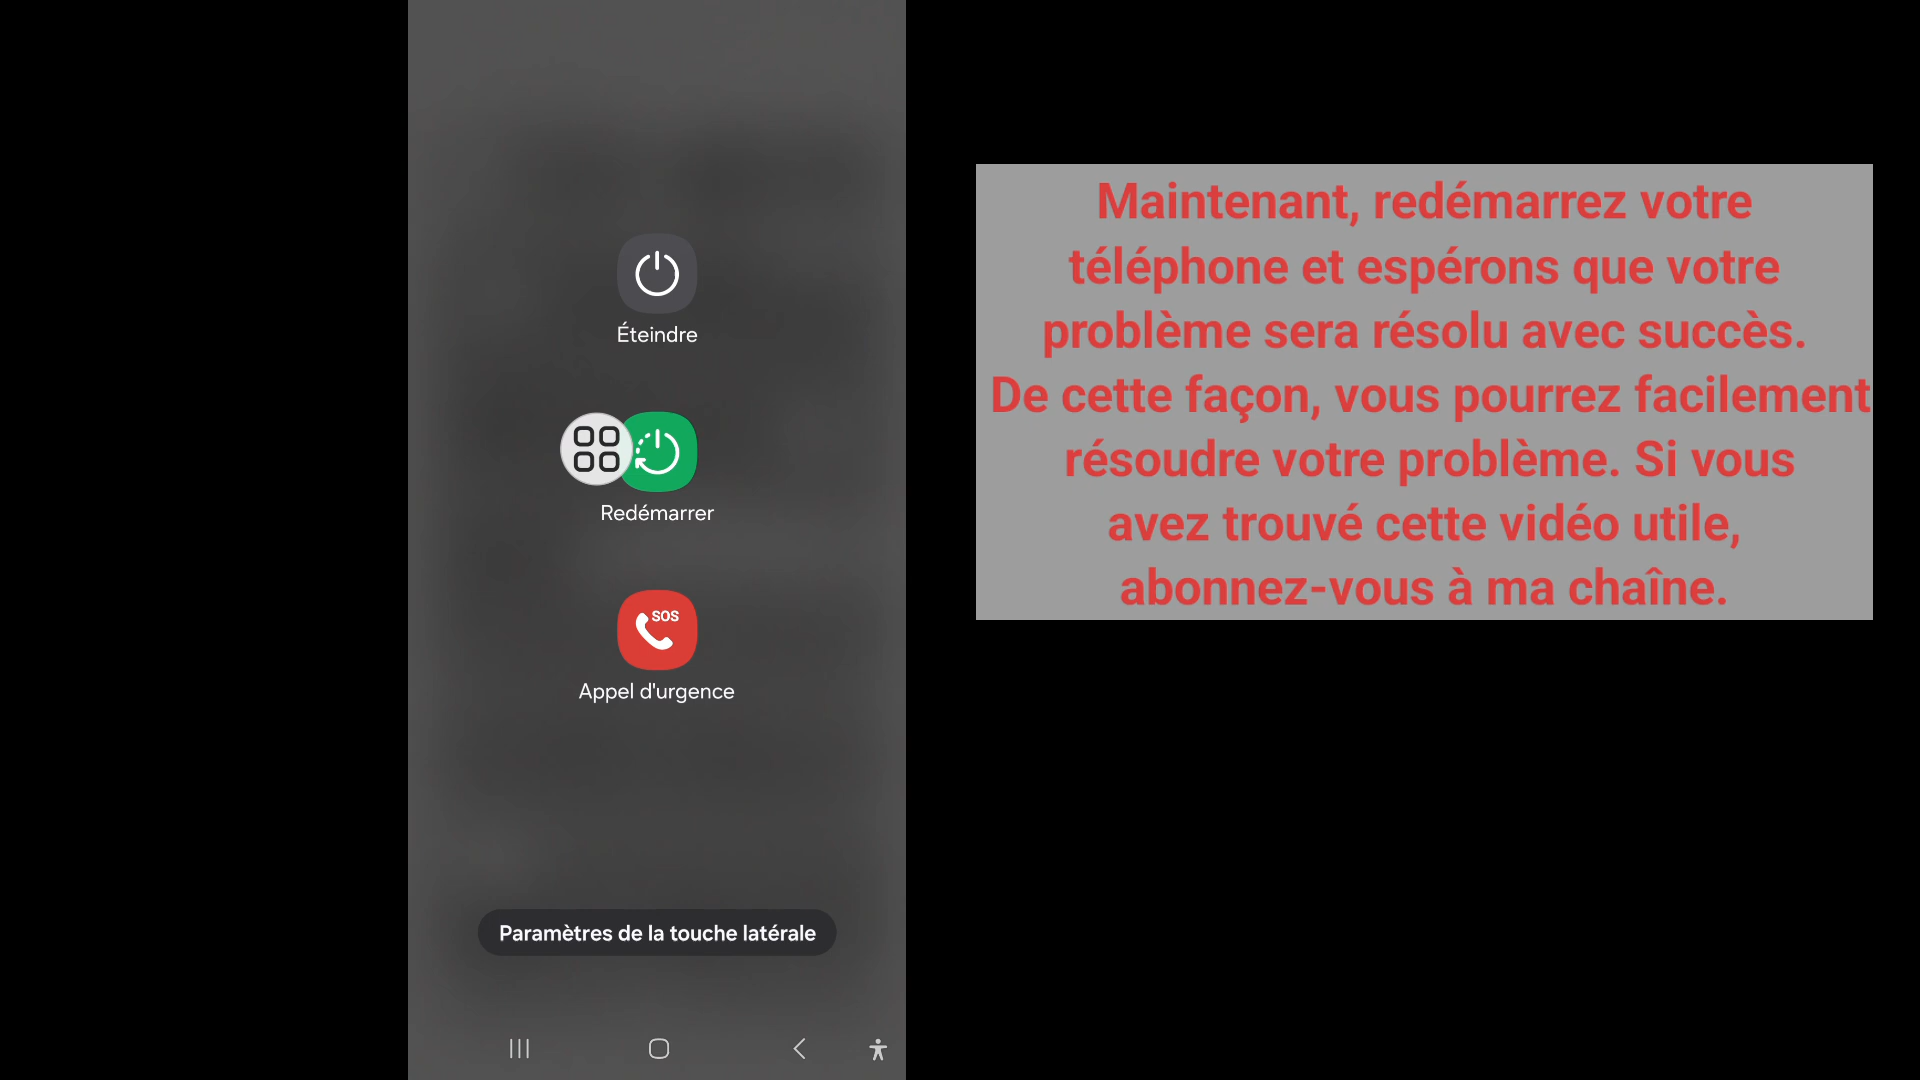 Éteindre
Redémarrer
SOS
Appel d'urgence
Paramètres de la touche latérale
Maintenant, redémarrez votre
téléphone et espérons que votre
problème sera résolu avec succès.
De cette façon, vous pourrez facilement
résoudre votre problème. Si vous
avez trouvé cette vidéo utile,
abonnez-vous à ma chaîne.